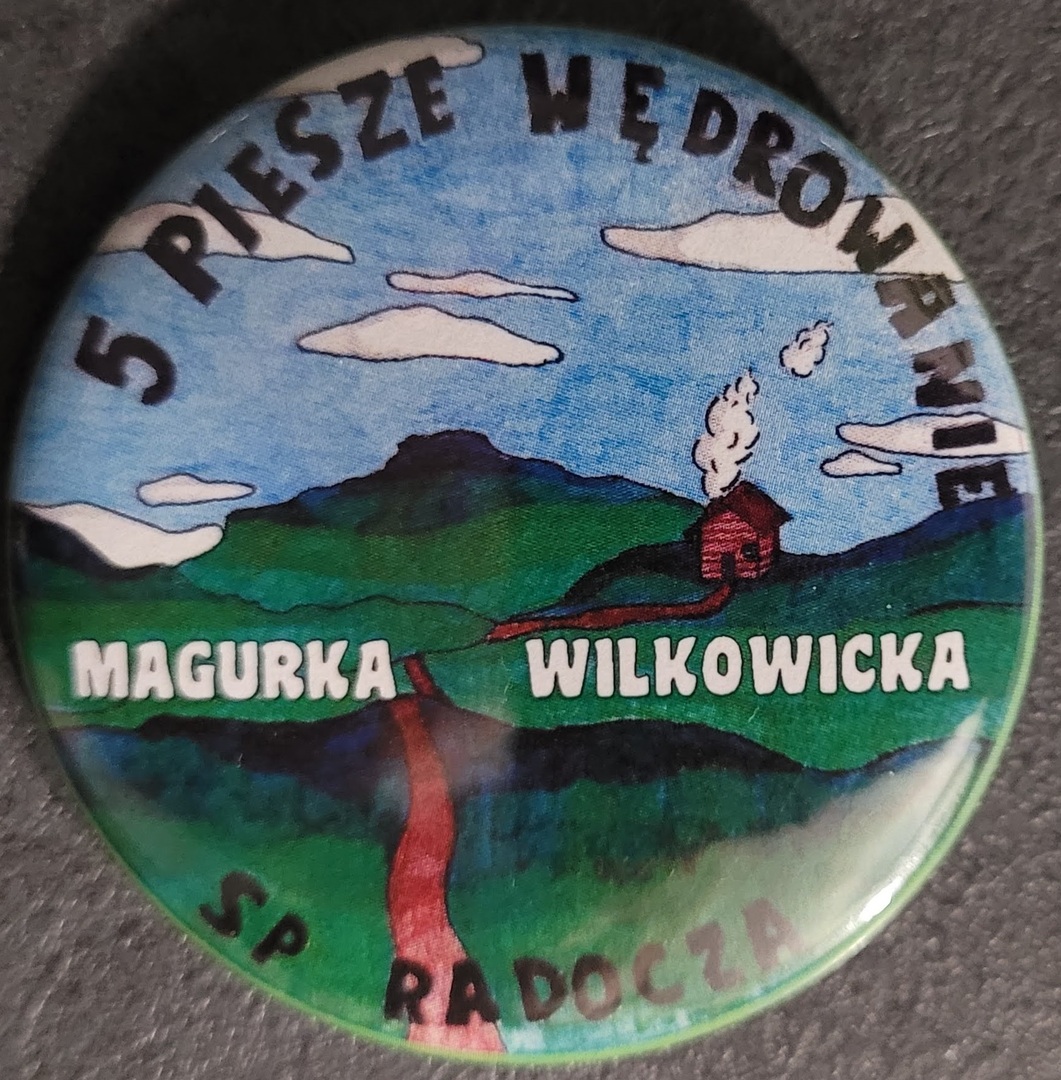 5 PIESZE WĘDROWANIE
MAGURKA WILKOWICKA
SP RADOCZA